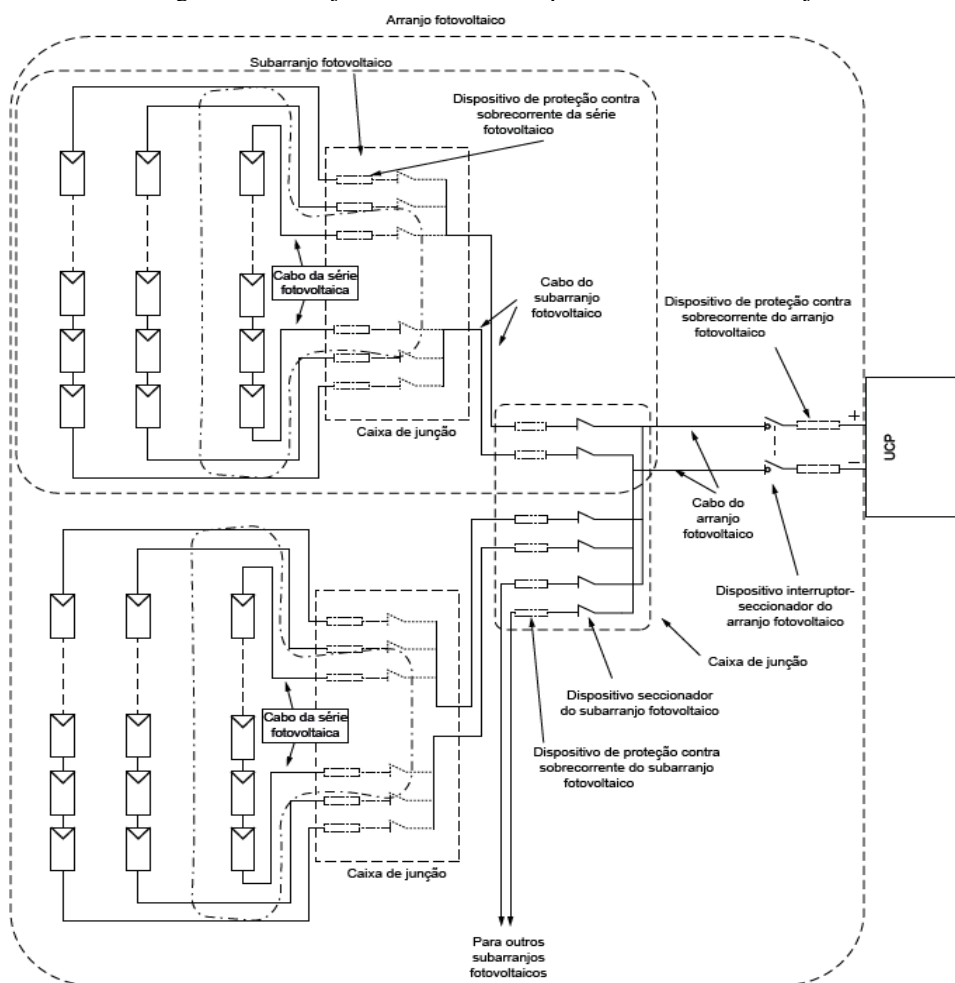 Arranjo fotovoltaico
Subarranjo fotovoltaico
Dispositivo de proteção contra
sobrecorrente da série
fotovoltaico
Cabo da série
fotovoltaica
Cabo do
subarranjo
fotovoltaico
Dispositivo de proteção contra
sobrecorrente do arranjo
fotovoltaico
Caixa de junção
+
−
UCP
Cabo do
arranjo
fotovoltaico
Dispositivo interruptor-
seccionador do
arranjo fotovoltaico
Caixa de junção
Dispositivo seccionador
do subarranjo fotovoltaico
Cabo da série
fotovoltaica
Dispositivo de proteção contra
sobrecorrente do subarranjo
fotovoltaico
Caixa de junção
Para outros
subarranjos
fotovoltaicos